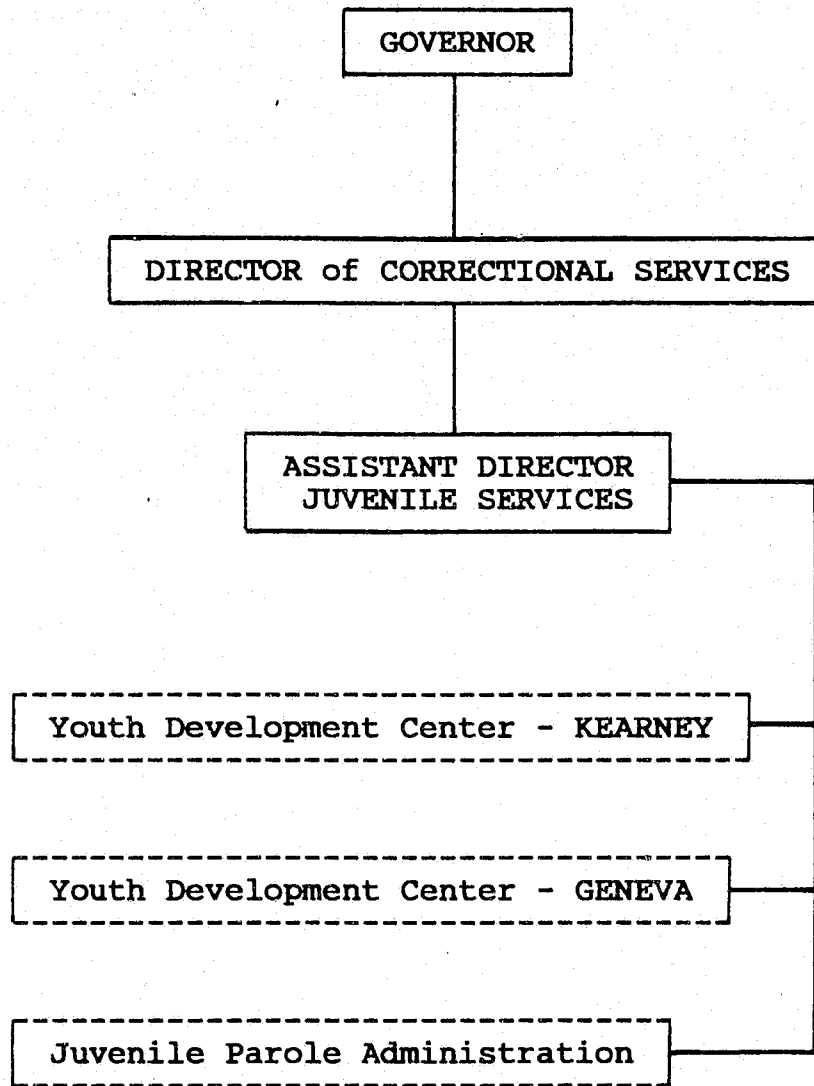 GOVERNOR
DIRECTOR of CORRECTIONAL SERVICES
ASSISTANT DIRECTOR
JUVENILE SERVICES
Youth Development Center - KEARNEY
Youth Development Center - GENEVA
Juvenile Parole Administration